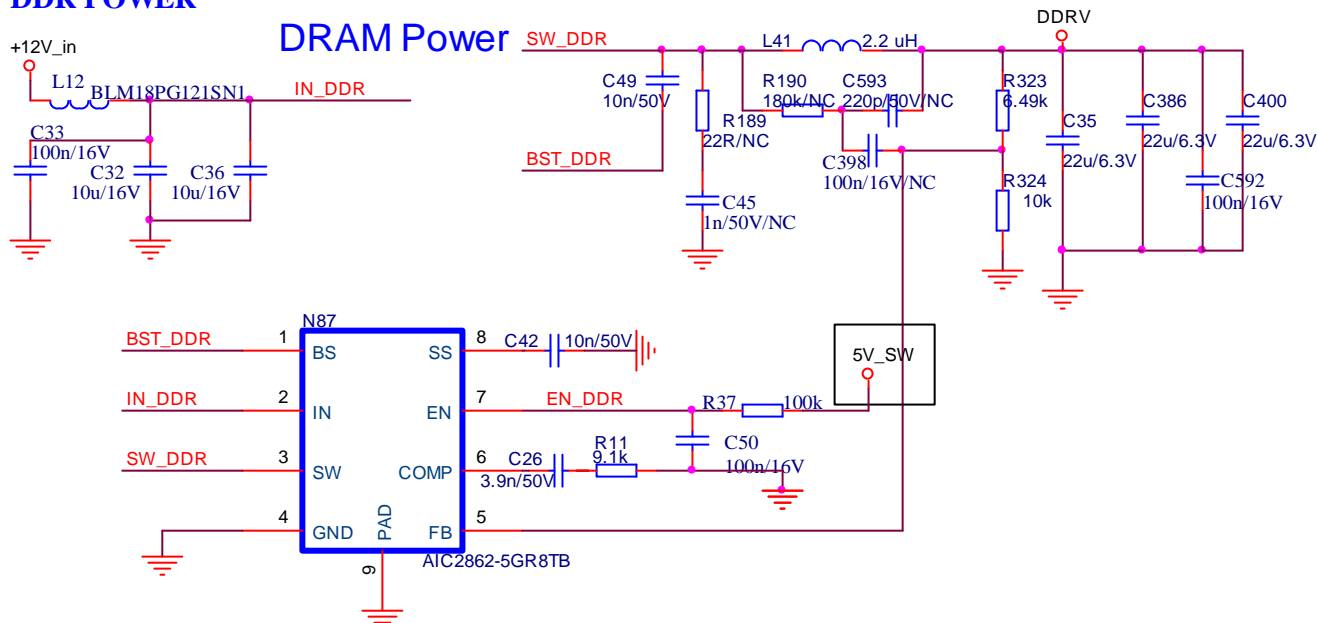 DDR POWER
DRAM Power
+12V_in
L12
BLM18PG121SN1
IN_DDR
C33
100n/16V
C32
10u/16V
C36
10u/16V
SW_DDR
BST_DDR
C49
10n/50V
R189
22R/NC
C45
1n/50V/NC
L41
2.2 uH
R190
180k/NC
C593
220p/50V/NC
C398
100n/16V/NC
DDRV
R323
6.49k
R324
10k
C35
22u/6.3V
C386
22u/6.3V
C592
100n/16V
C400
22u/6.3V
N87
BST_DDR
1
BS
IN_DDR
2
IN
SW_DDR
3
SW
4
GND
PAD
9
SS
8
C42
10n/50V
EN
7
EN_DDR
R37
100k
5V_SW
C50
100n/16V
COMP
6
C26
3.9n/50V
R11
9.1k
FB
5
AIC2862-5GR8TB